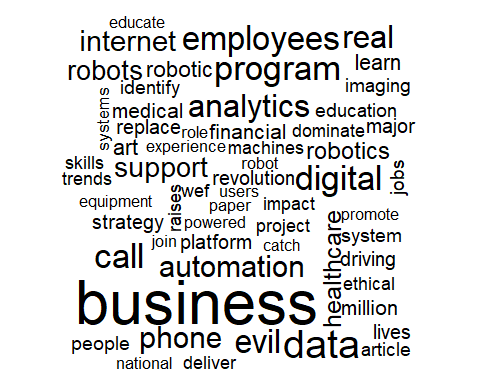 educate
internet employees real
robots robotic program learn
identify imaging
systems medical analytics education
replace role financial dominate major
art experience machines robotics
skills support robot
trends revolution digital jobs
equipment raises wef users
paper impact
strategy powered project healthcare promote
join platform catch system
call automation driving
ethical
business million
people phone evil data lives
article
national deliver